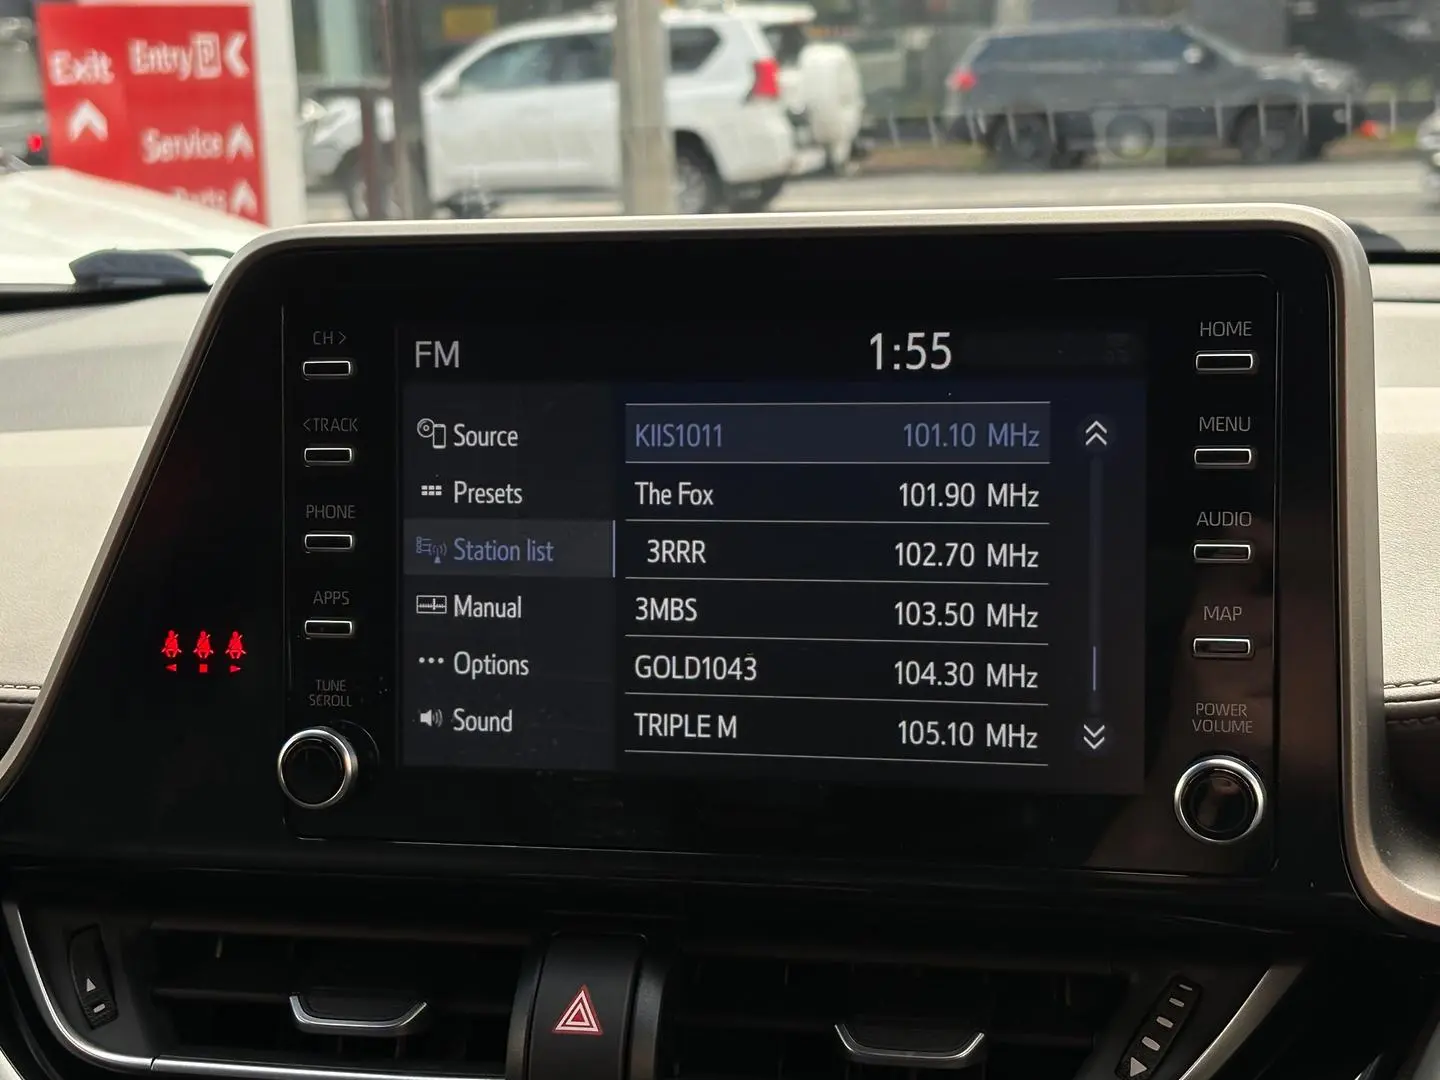 Exit
Entry P
Service
Parts
CH >
<TRACK
PHONE
APPS
TUNE
SCROLL
FM
1:55
Source
Presets
Station list
Manual
Options
Sound
KIIS1011 101.10 MHz
The Fox 101.90 MHz
3RRR 102.70 MHz
3MBS 103.50 MHz
GOLD1043 104.30 MHz
TRIPLE M 105.10 MHz
HOME
MENU
AUDIO
MAP
POWER
VOLUME